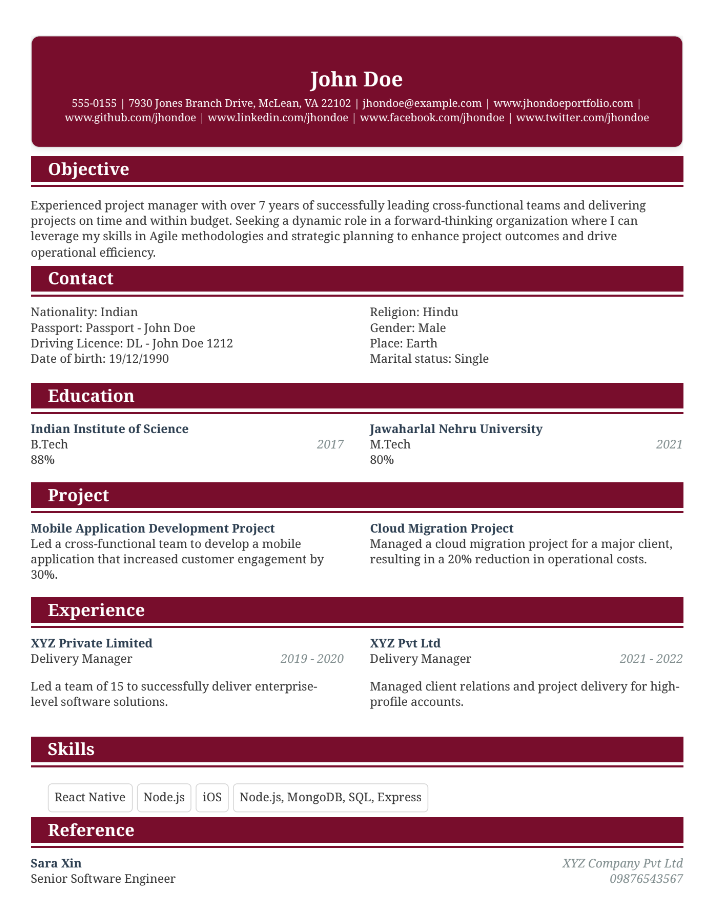 John Doe
555-0155 | 7930 Jones Branch Drive, McLean, VA 22102 | jhondoe@example.com | www.jhondoeportfolio.com |
www.github.com/jhondoe | www.linkedin.com/jhondoe | www.facebook.com/jhondoe | www.twitter.com/jhondoe
Objective
Experienced project manager with over 7 years of successfully leading cross-functional teams and delivering
projects on time and within budget. Seeking a dynamic role in a forward-thinking organization where I can
leverage my skills in Agile methodologies and strategic planning to enhance project outcomes and drive
operational efficiency.
Contact
Nationality: Indian
Passport: Passport - John Doe
Driving Licence: DL - John Doe 1212
Date of birth: 19/12/1990
Religion: Hindu
Gender: Male
Place: Earth
Marital status: Single
Education
Indian Institute of Science
B.Tech 2017
88%
Jawaharlal Nehru University
M.Tech 2021
80%
Project
Mobile Application Development Project
Led a cross-functional team to develop a mobile
application that increased customer engagement by
30%.
Cloud Migration Project
Managed a cloud migration project for a major client,
resulting in a 20% reduction in operational costs.
Experience
XYZ Private Limited
Delivery Manager 2019 - 2020
Led a team of 15 to successfully deliver enterprise-
level software solutions.
XYZ Pvt Ltd
Delivery Manager 2021 - 2022
Managed client relations and project delivery for high-
profile accounts.
Skills
React Native Node.js iOS Node.js, MongoDB, SQL, Express
Reference
Sara Xin XYZ Company Pvt Ltd
Senior Software Engineer 09876543567